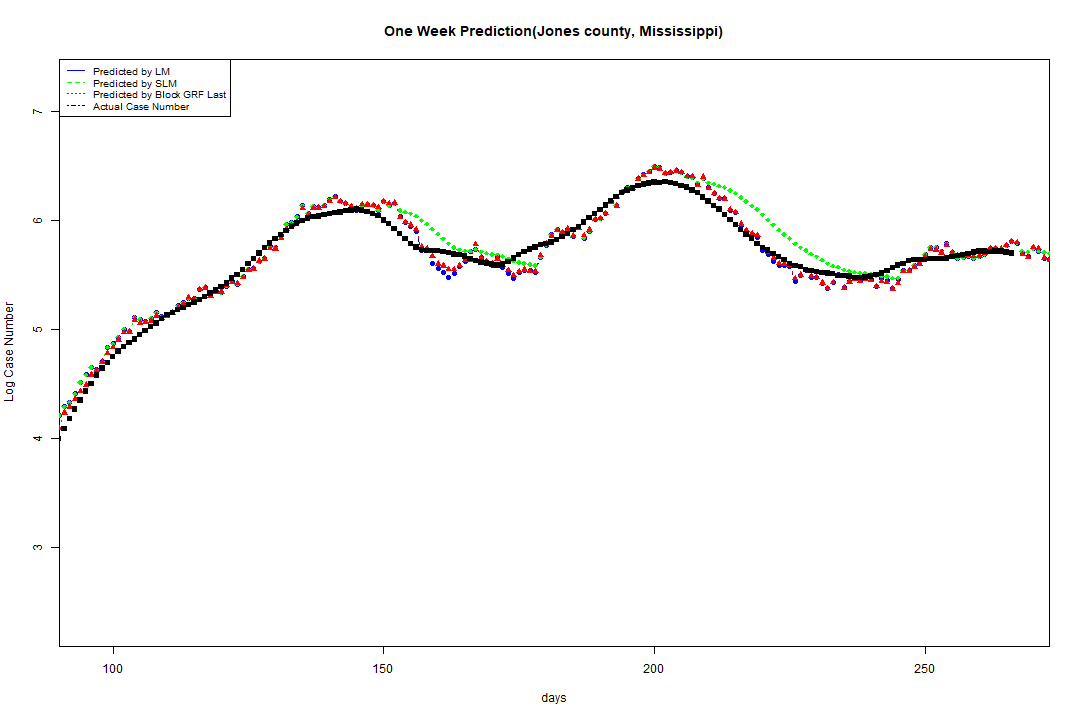 One Week Prediction(Jones county, Mississippi)
Predicted by LM
Predicted by SLM
Predicted by Block GRF Last
Actual Case Number
7
6
5
4
3
Log Case Number
100 150 200 250
days